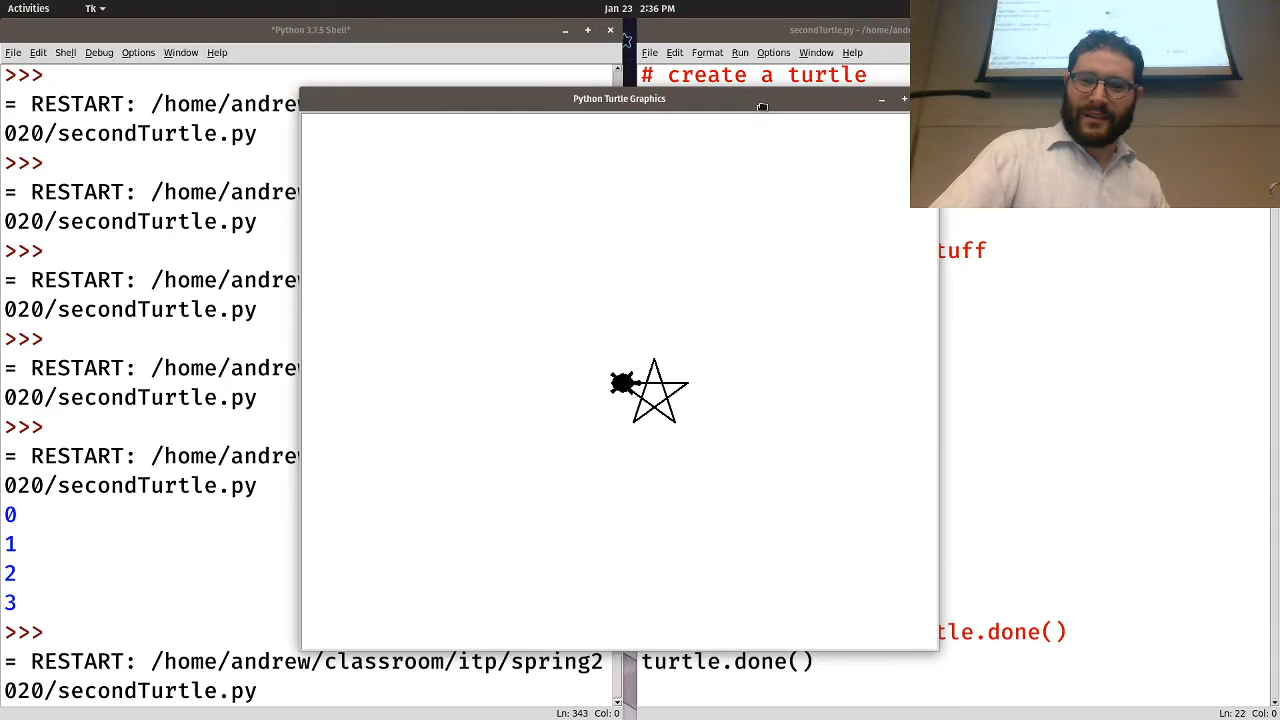 Activities
Tk
Jan 23 2:36 PM
*Python 3.7.5 Shell*
File Edit Shell Debug Options Window Help
>>>
= RESTART: /home/andrew
020/secondTurtle.py
>>>
= RESTART: /home/andrew
020/secondTurtle.py
>>>
= RESTART: /home/andrew
020/secondTurtle.py
>>>
= RESTART: /home/andrew
020/secondTurtle.py
>>>
= RESTART: /home/andrew
020/secondTurtle.py
0
1
2
3
>>>
= RESTART: /home/andrew/classroom/itp/spring2
020/secondTurtle.py
Ln: 343 Col: 0
Python Turtle Graphics
secondTurtle.py - /home/an
File Edit Format Run Options Window Help
# create a turtle
tuff
tle.done()
turtle.done()
Ln: 22 Col: 0